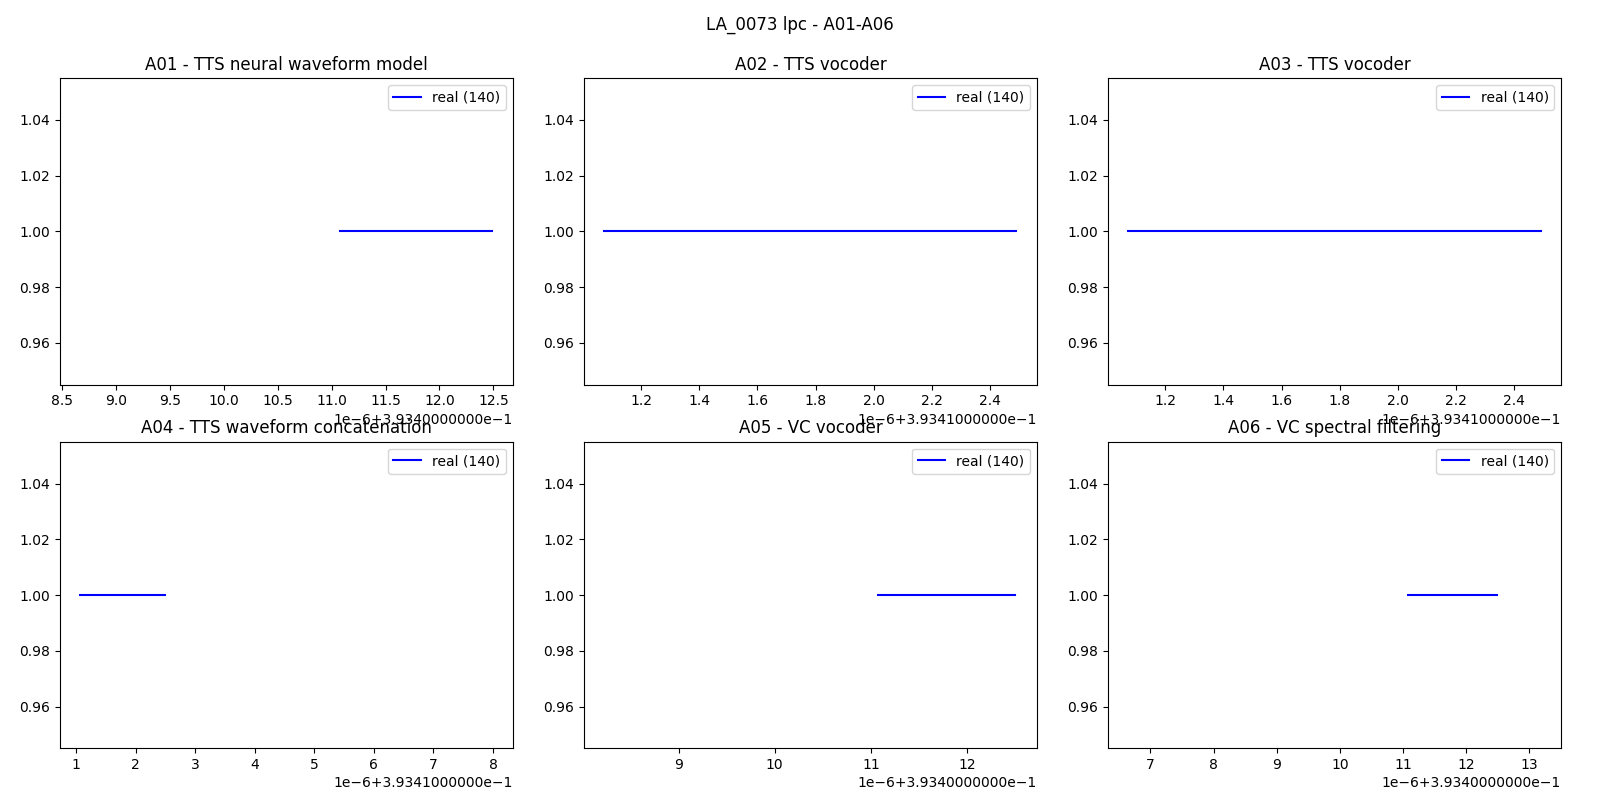 LA_0073 lpc - A01-A06
A01 - TTS neural waveform model
real (140)
1.04
1.02
1.00
0.98
0.96
8.5 9.0 9.5 10.0 10.5 11.0 11.5 12.0 12.5
1e−6+3.9340000000e−1
A02 - TTS vocoder
real (140)
1.04
1.02
1.00
0.98
0.96
1.2 1.4 1.6 1.8 2.0 2.2 2.4
1e−6+3.9341000000e−1
A03 - TTS vocoder
real (140)
1.04
1.02
1.00
0.98
0.96
1.2 1.4 1.6 1.8 2.0 2.2 2.4
1e−6+3.9341000000e−1
A04 - TTS waveform concatenation
real (140)
1.04
1.02
1.00
0.98
0.96
1 2 3 4 5 6 7 8
1e−6+3.9341000000e−1
A05 - VC vocoder
real (140)
1.04
1.02
1.00
0.98
0.96
9 10 11 12
1e−6+3.9340000000e−1
A06 - VC spectral filtering
real (140)
1.04
1.02
1.00
0.98
0.96
7 8 9 10 11 12 13
1e−6+3.9340000000e−1